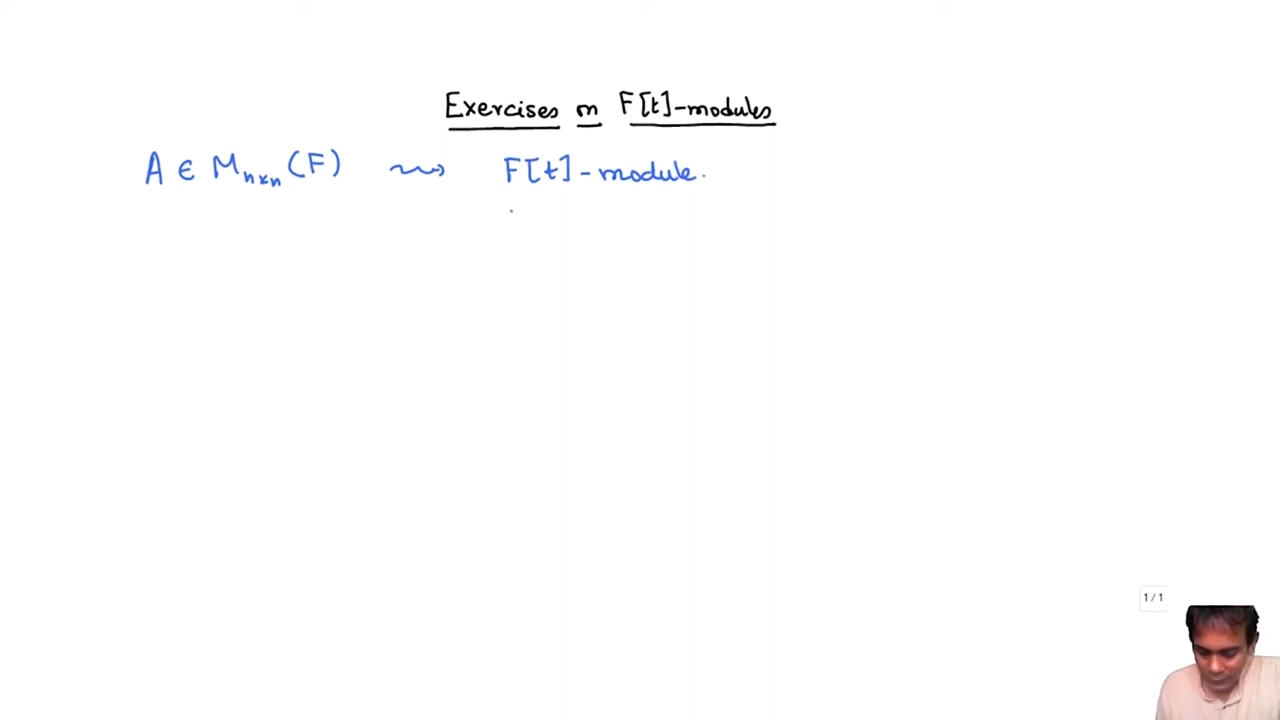 Exercises on F[t]-modules
A ∈ M_{n×n}(F) ⇝ F[t]-module.
1 / 1